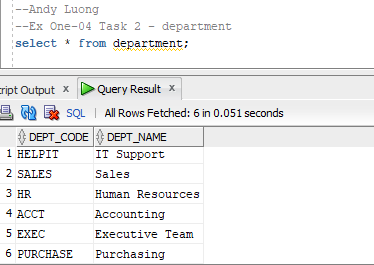 --Andy Luong
--Ex One-04 Task 2 - department
select * from department;
cript Output x Query Result x
SQL | All Rows Fetched: 6 in 0.051 seconds
DEPT_CODE DEPT_NAME
1 HELPIT IT Support
2 SALES Sales
3 HR Human Resources
4 ACCT Accounting
5 EXEC Executive Team
6 PURCHASE Purchasing